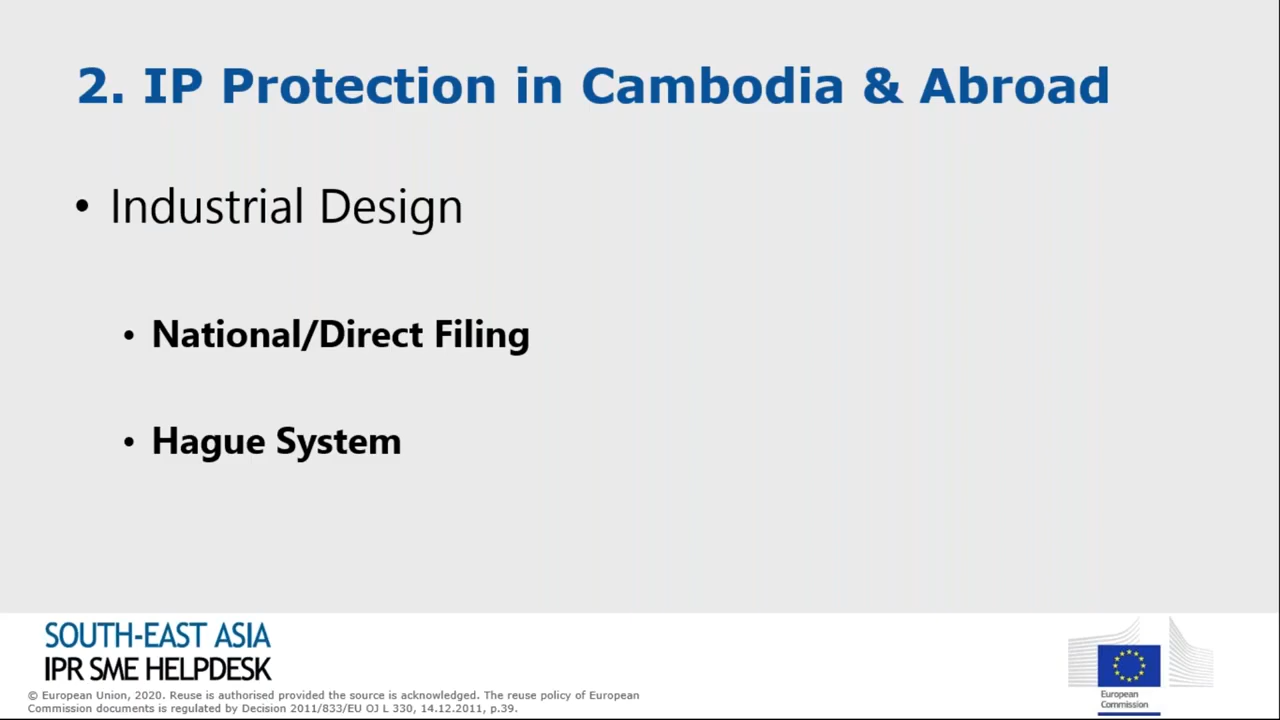 2. IP Protection in Cambodia & Abroad
• Industrial Design
• National/Direct Filing
• Hague System
SOUTH-EAST ASIA
IPR SME HELPDESK
© European Union, 2020. Reuse is authorised provided the source is acknowledged. The reuse policy of European
Commission documents is regulated by Decision 2011/833/EU OJ L 330, 14.12.2011, p.39.
European
Commission